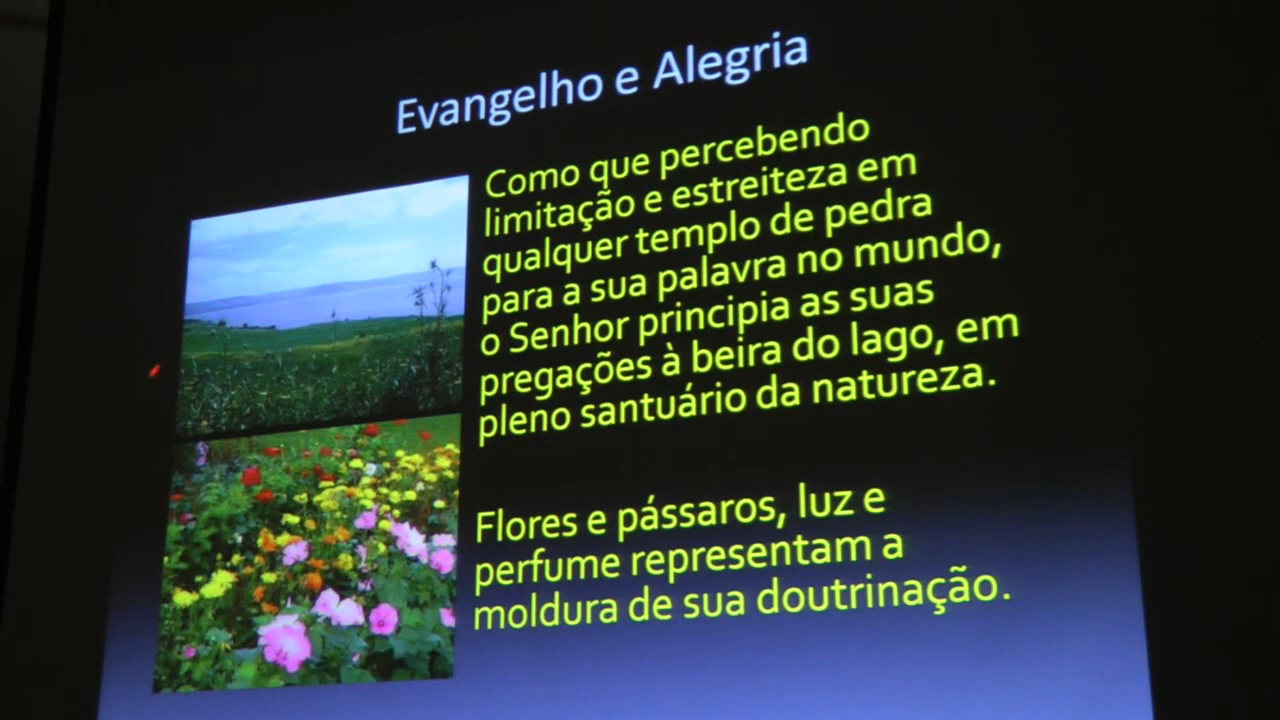 Evangelho e Alegria
Como que percebendo
limitação e estreiteza em
qualquer templo de pedra
para a sua palavra no mundo,
o Senhor principia as suas
pregações à beira do lago, em
pleno santuário da natureza.
Flores e pássaros, luz e
perfume representam a
moldura de sua doutrinação.